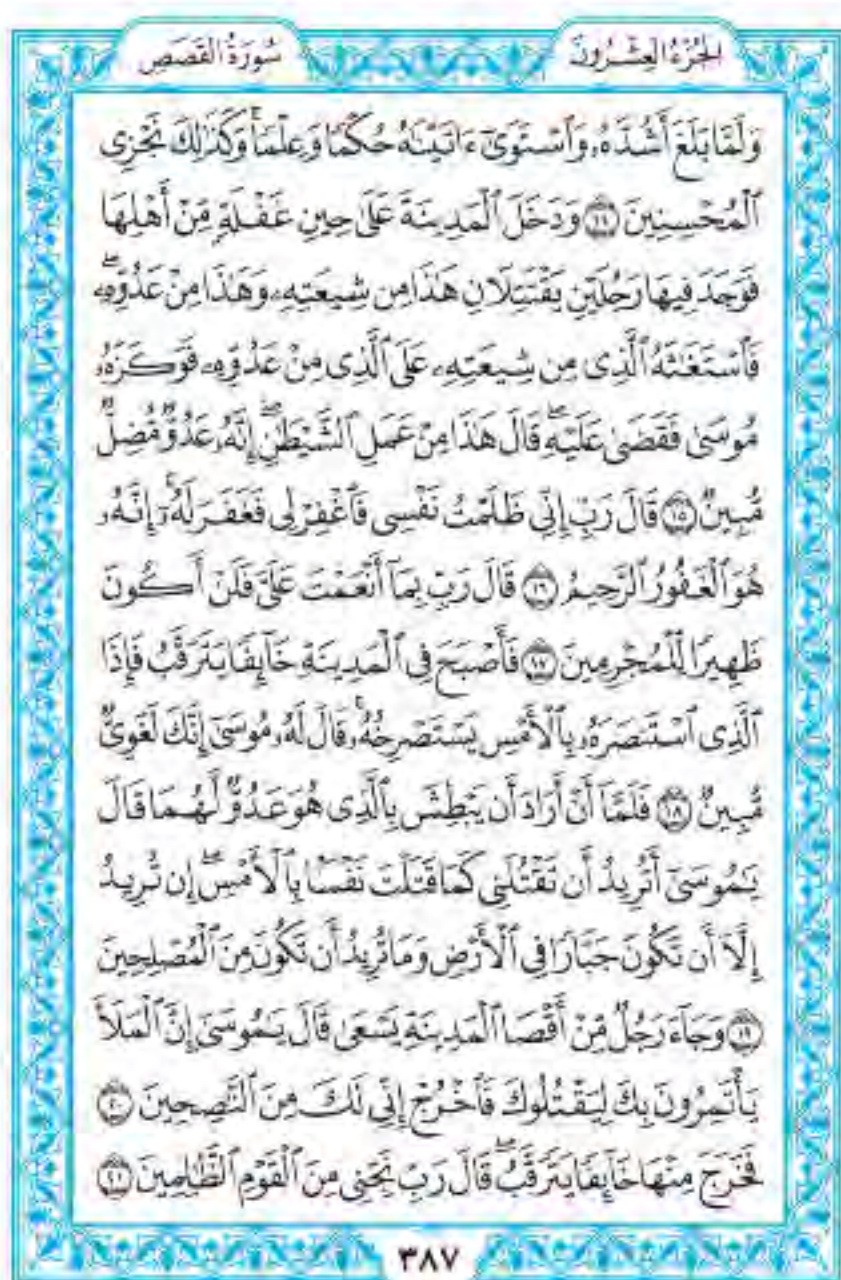 الجزء العشرون
سورة القصص
وَلَمَّا بَلَغَ أَشُدَّهُۥ وَٱسْتَوَىٰٓ ءَاتَيْنَٰهُ حُكْمًا وَعِلْمًا ۚ وَكَذَٰلِكَ نَجْزِى
ٱلْمُحْسِنِينَ ١٤ وَدَخَلَ ٱلْمَدِينَةَ عَلَىٰ حِينِ غَفْلَةٍ مِّنْ أَهْلِهَا
فَوَجَدَ فِيهَا رَجُلَيْنِ يَقْتَتِلَانِ هَٰذَا مِن شِيعَتِهِۦ وَهَٰذَا مِنْ عَدُوِّهِۦ ۖ
فَٱسْتَغَٰثَهُ ٱلَّذِى مِن شِيعَتِهِۦ عَلَى ٱلَّذِى مِنْ عَدُوِّهِۦ فَوَكَزَهُۥ
مُوسَىٰ فَقَضَىٰ عَلَيْهِ ۖ قَالَ هَٰذَا مِنْ عَمَلِ ٱلشَّيْطَٰنِ ۖ إِنَّهُۥ عَدُوٌّ مُّضِلٌّ
مُّبِينٌ ١٥ قَالَ رَبِّ إِنِّى ظَلَمْتُ نَفْسِى فَٱغْفِرْ لِى فَغَفَرَ لَهُۥٓ ۚ إِنَّهُۥ
هُوَ ٱلْغَفُورُ ٱلرَّحِيمُ ١٦ قَالَ رَبِّ بِمَآ أَنْعَمْتَ عَلَىَّ فَلَنْ أَكُونَ
ظَهِيرًا لِّلْمُجْرِمِينَ ١٧ فَأَصْبَحَ فِى ٱلْمَدِينَةِ خَآئِفًا يَتَرَقَّبُ فَإِذَا
ٱلَّذِى ٱسْتَنصَرَهُۥ بِٱلْأَمْسِ يَسْتَصْرِخُهُۥ ۚ قَالَ لَهُۥ مُوسَىٰٓ إِنَّكَ لَغَوِىٌّ
مُّبِينٌ ١٨ فَلَمَّآ أَنْ أَرَادَ أَن يَبْطِشَ بِٱلَّذِى هُوَ عَدُوٌّ لَّهُمَا قَالَ
يَٰمُوسَىٰٓ أَتُرِيدُ أَن تَقْتُلَنِى كَمَا قَتَلْتَ نَفْسًۢا بِٱلْأَمْسِ ۖ إِن تُرِيدُ
إِلَّآ أَن تَكُونَ جَبَّارًا فِى ٱلْأَرْضِ وَمَا تُرِيدُ أَن تَكُونَ مِنَ ٱلْمُصْلِحِينَ
١٩ وَجَآءَ رَجُلٌ مِّنْ أَقْصَا ٱلْمَدِينَةِ يَسْعَىٰ قَالَ يَٰمُوسَىٰٓ إِنَّ ٱلْمَلَأَ
يَأْتَمِرُونَ بِكَ لِيَقْتُلُوكَ فَٱخْرُجْ إِنِّى لَكَ مِنَ ٱلنَّٰصِحِينَ ٢٠
فَخَرَجَ مِنْهَا خَآئِفًا يَتَرَقَّبُ ۖ قَالَ رَبِّ نَجِّنِى مِنَ ٱلْقَوْمِ ٱلظَّٰلِمِينَ ٢١
٣٨٧